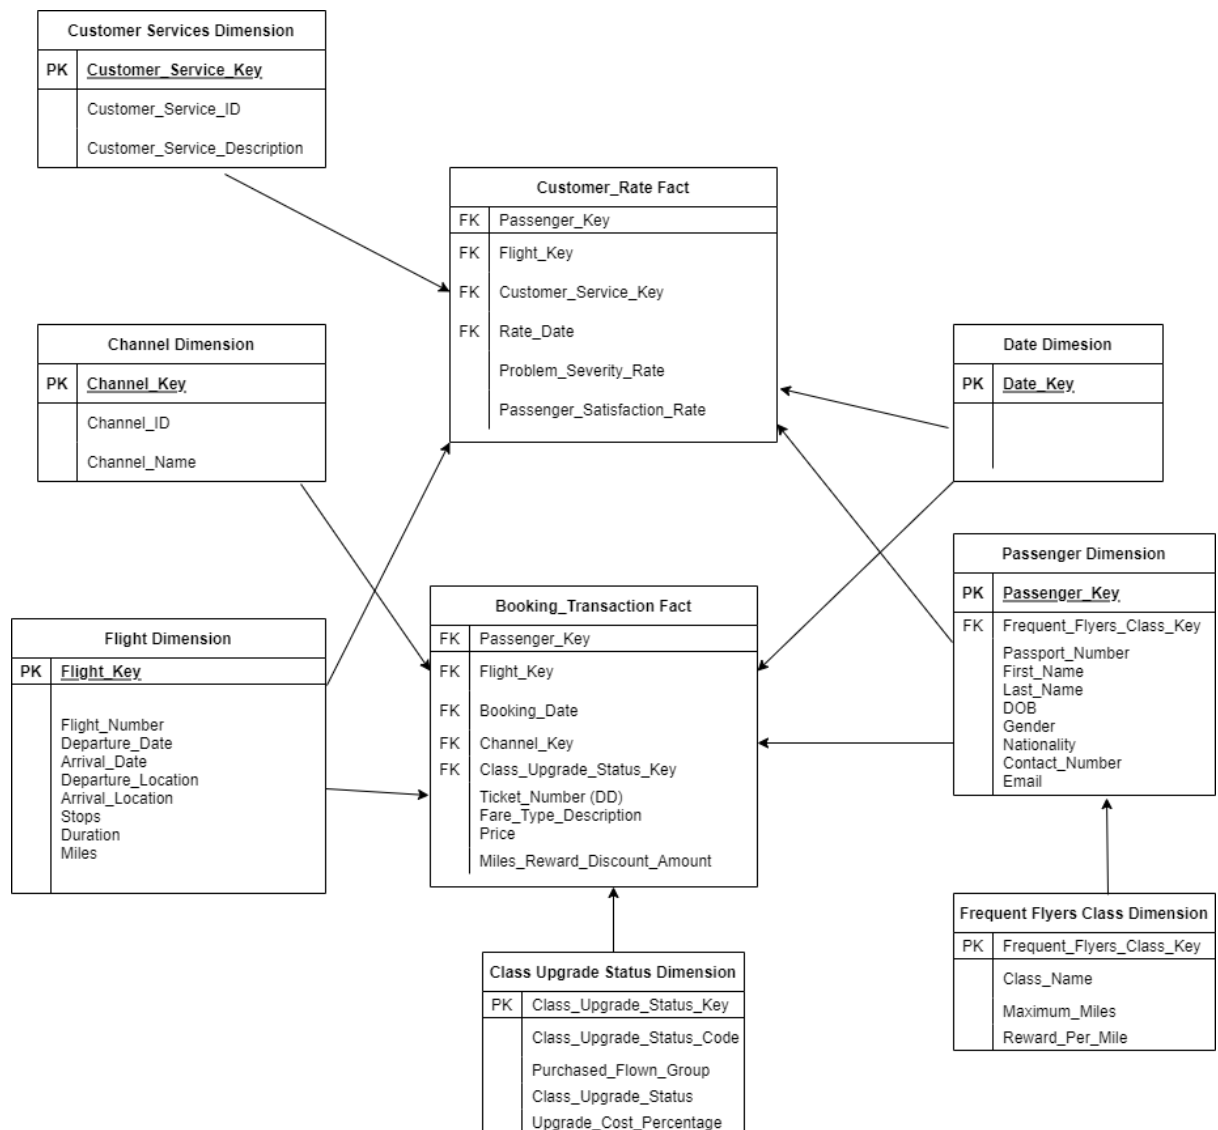 Customer Services Dimension
PK Customer_Service_Key
Customer_Service_ID
Customer_Service_Description
Customer_Rate Fact
FK Passenger_Key
FK Flight_Key
FK Customer_Service_Key
FK Rate_Date
Problem_Severity_Rate
Passenger_Satisfaction_Rate
Channel Dimension
PK Channel_Key
Channel_ID
Channel_Name
Date Dimesion
PK Date_Key
Flight Dimension
PK Flight_Key
Flight_Number
Departure_Date
Arrival_Date
Departure_Location
Arrival_Location
Stops
Duration
Miles
Booking_Transaction Fact
FK Passenger_Key
FK Flight_Key
FK Booking_Date
FK Channel_Key
FK Class_Upgrade_Status_Key
Ticket_Number (DD)
Fare_Type_Description
Price
Miles_Reward_Discount_Amount
Passenger Dimension
PK Passenger_Key
FK Frequent_Flyers_Class_Key
Passport_Number
First_Name
Last_Name
DOB
Gender
Nationality
Contact_Number
Email
Frequent Flyers Class Dimension
PK Frequent_Flyers_Class_Key
Class_Name
Maximum_Miles
Reward_Per_Mile
Class Upgrade Status Dimension
PK Class_Upgrade_Status_Key
Class_Upgrade_Status_Code
Purchased_Flown_Group
Class_Upgrade_Status
Upgrade_Cost_Percentage